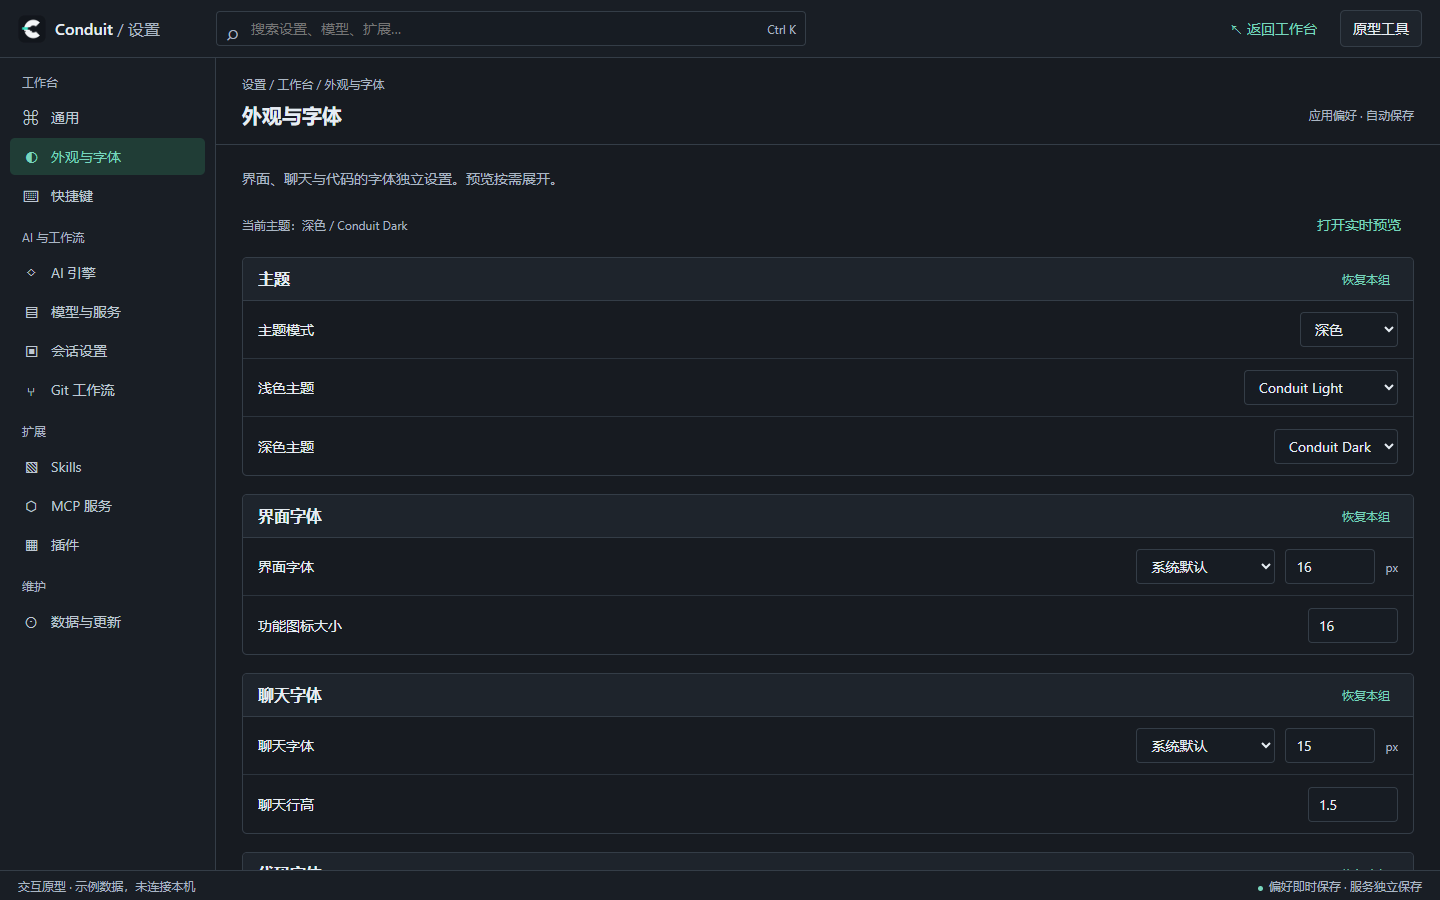 Conduit / 设置
搜索设置、模型、扩展... Ctrl K
返回工作台
原型工具
工作台
通用
外观与字体
快捷键
AI 与工作流
AI 引擎
模型与服务
会话设置
Git 工作流
扩展
Skills
MCP 服务
插件
维护
数据与更新
设置 / 工作台 / 外观与字体
外观与字体
应用偏好 · 自动保存
界面、聊天与代码的字体独立设置。预览按需展开。
当前主题：深色 / Conduit Dark
打开实时预览
主题 恢复本组
主题模式 深色
浅色主题 Conduit Light
深色主题 Conduit Dark
界面字体 恢复本组
界面字体 系统默认 16 px
功能图标大小 16
聊天字体 恢复本组
聊天字体 系统默认 15 px
聊天行高 1.5
代码字体
交互原型 · 示例数据，未连接本机
偏好即时保存 · 服务独立保存